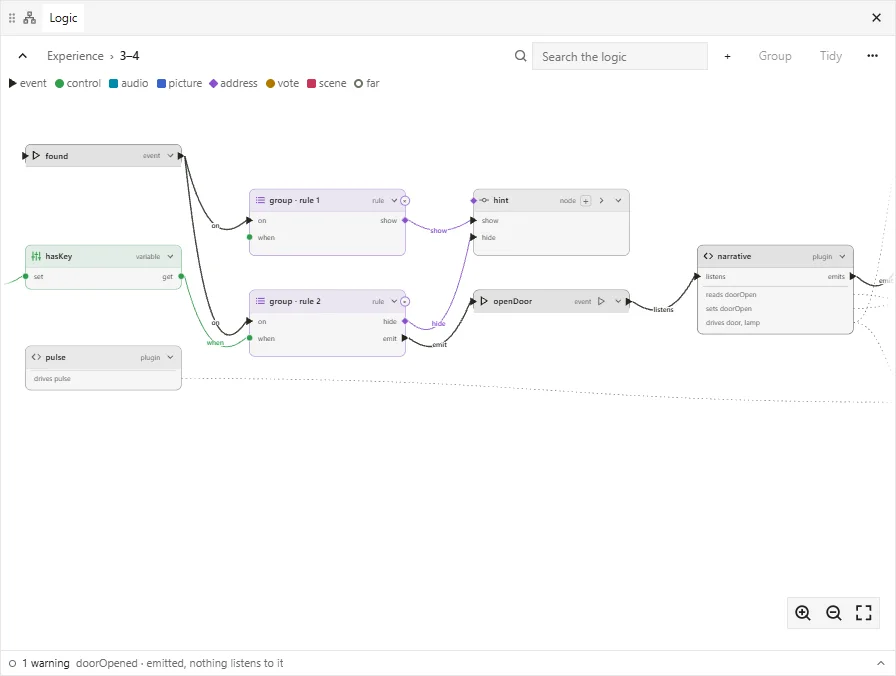 Logic
Experience › 3–4
Search the logic
+
Group
Tidy
event
control
audio
picture
address
vote
scene
far
found
event
group · rule 1
rule
on
show
when
hint
node
show
hide
on
show
hasKey
variable
set
get
narrative
plugin
listens
emits
reads doorOpen
sets doorOpen
drives door, lamp
emit
group · rule 2
rule
on
hide
when
emit
openDoor
event
listens
on
hide
when
emit
pulse
plugin
drives pulse
1 warning doorOpened · emitted, nothing listens to it